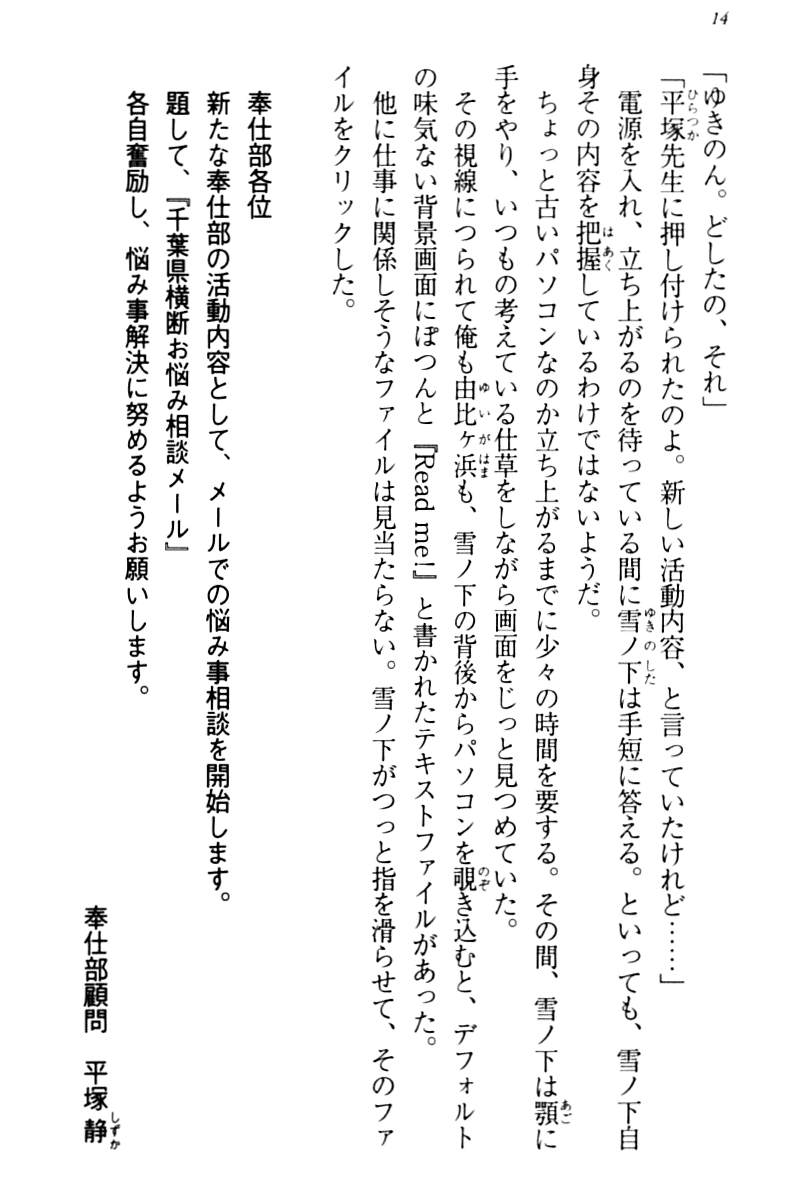 14
「ゆきのん。どしたの、それ」
「平塚先生に押し付けられたのよ。新しい活動内容、と言っていたけれど……」
電源を入れ、立ち上がるのを待っている間に雪ノ下は手短に答える。といっても、雪ノ下自
身その内容を把握しているわけではないようだ。
ちょっと古いパソコンなのか立ち上がるまでに少々の時間を要する。その間、雪ノ下は顎に
手をやり、いつもの考えている仕草をしながら画面をじっと見つめていた。
その視線につられて俺も由比ヶ浜も、雪ノ下の背後からパソコンを覗き込むと、デフォルト
の味気ない背景画面にぽつんと『Read me!』と書かれたテキストファイルがあった。
他に仕事に関係しそうなファイルは見当たらない。雪ノ下がつっと指を滑らせて、そのファ
イルをクリックした。
奉仕部各位
新たな奉仕部の活動内容として、メールでの悩み事相談を開始します。
題して、『千葉県横断お悩み相談メール』
各自奮励し、悩み事解決に努めるようお願いします。
奉仕部顧問　平塚静